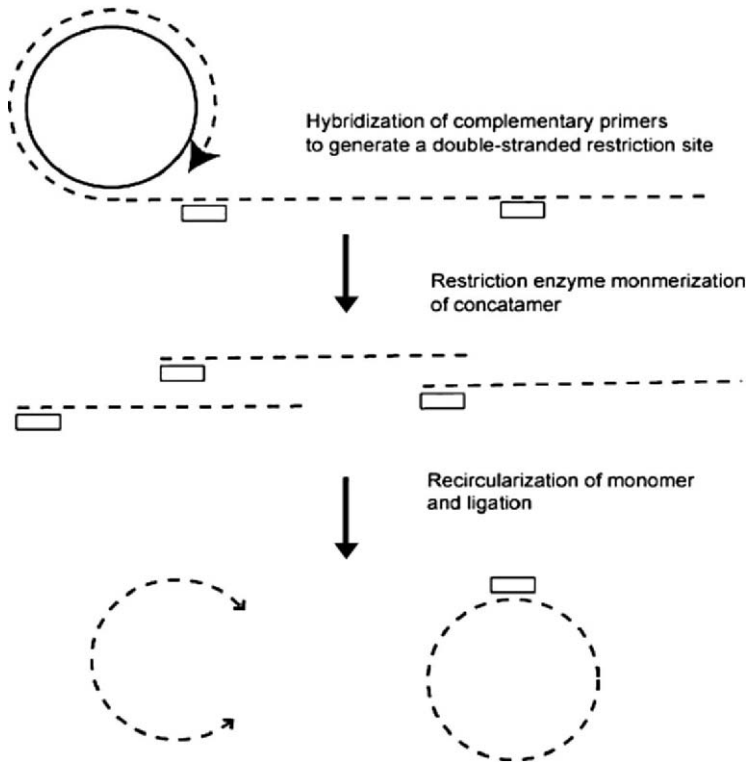 Hybridization of complementary primers
to generate a double-stranded restriction site
Restriction enzyme monmerization
of concatamer
Recircularization of monomer
and ligation